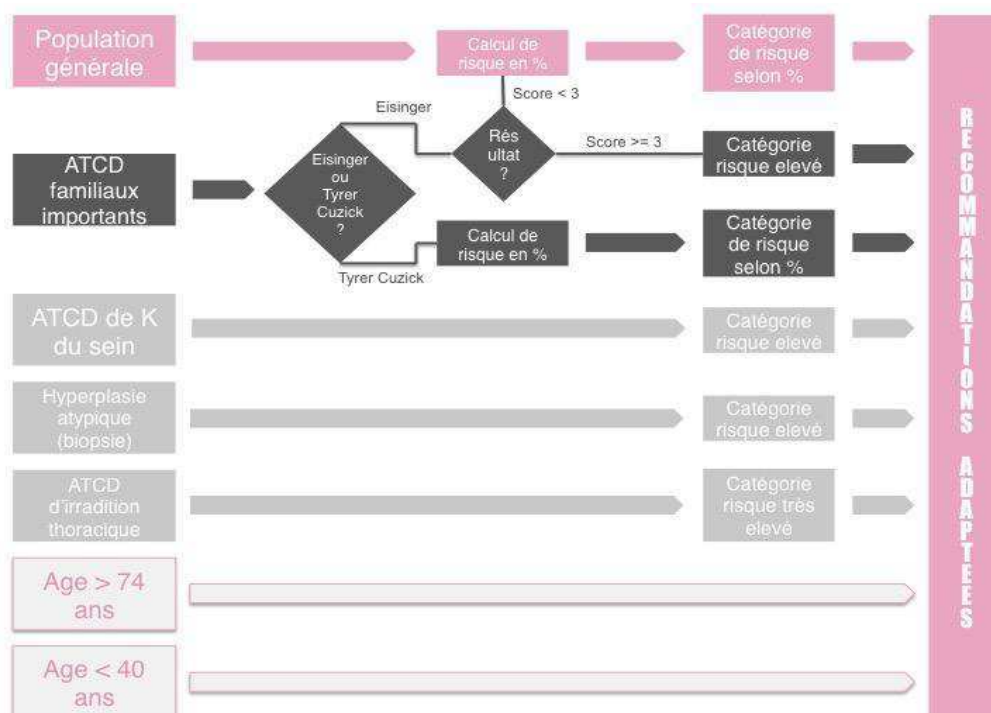 Population
générale
Calcul de
risque en %
Catégorie
de risque
selon %
Score < 3
Eisinger
ATCD
familiaux
importants
Eisinger
ou
Tyrer
Cuzick
?
Rés
ultat
?
Score >= 3
Catégorie
risque elevé
Tyrer Cuzick
Calcul de
risque en %
Catégorie
de risque
selon %
ATCD de K
du sein
Catégorie
risque elevé
Hyperplasie
atypique
(biopsie)
Catégorie
risque elevé
ATCD
d'irradition
thoracique
Catégorie
risque très
elevé
Age > 74
ans
Age < 40
ans
RECOMMANDATIONS ADAPTEES